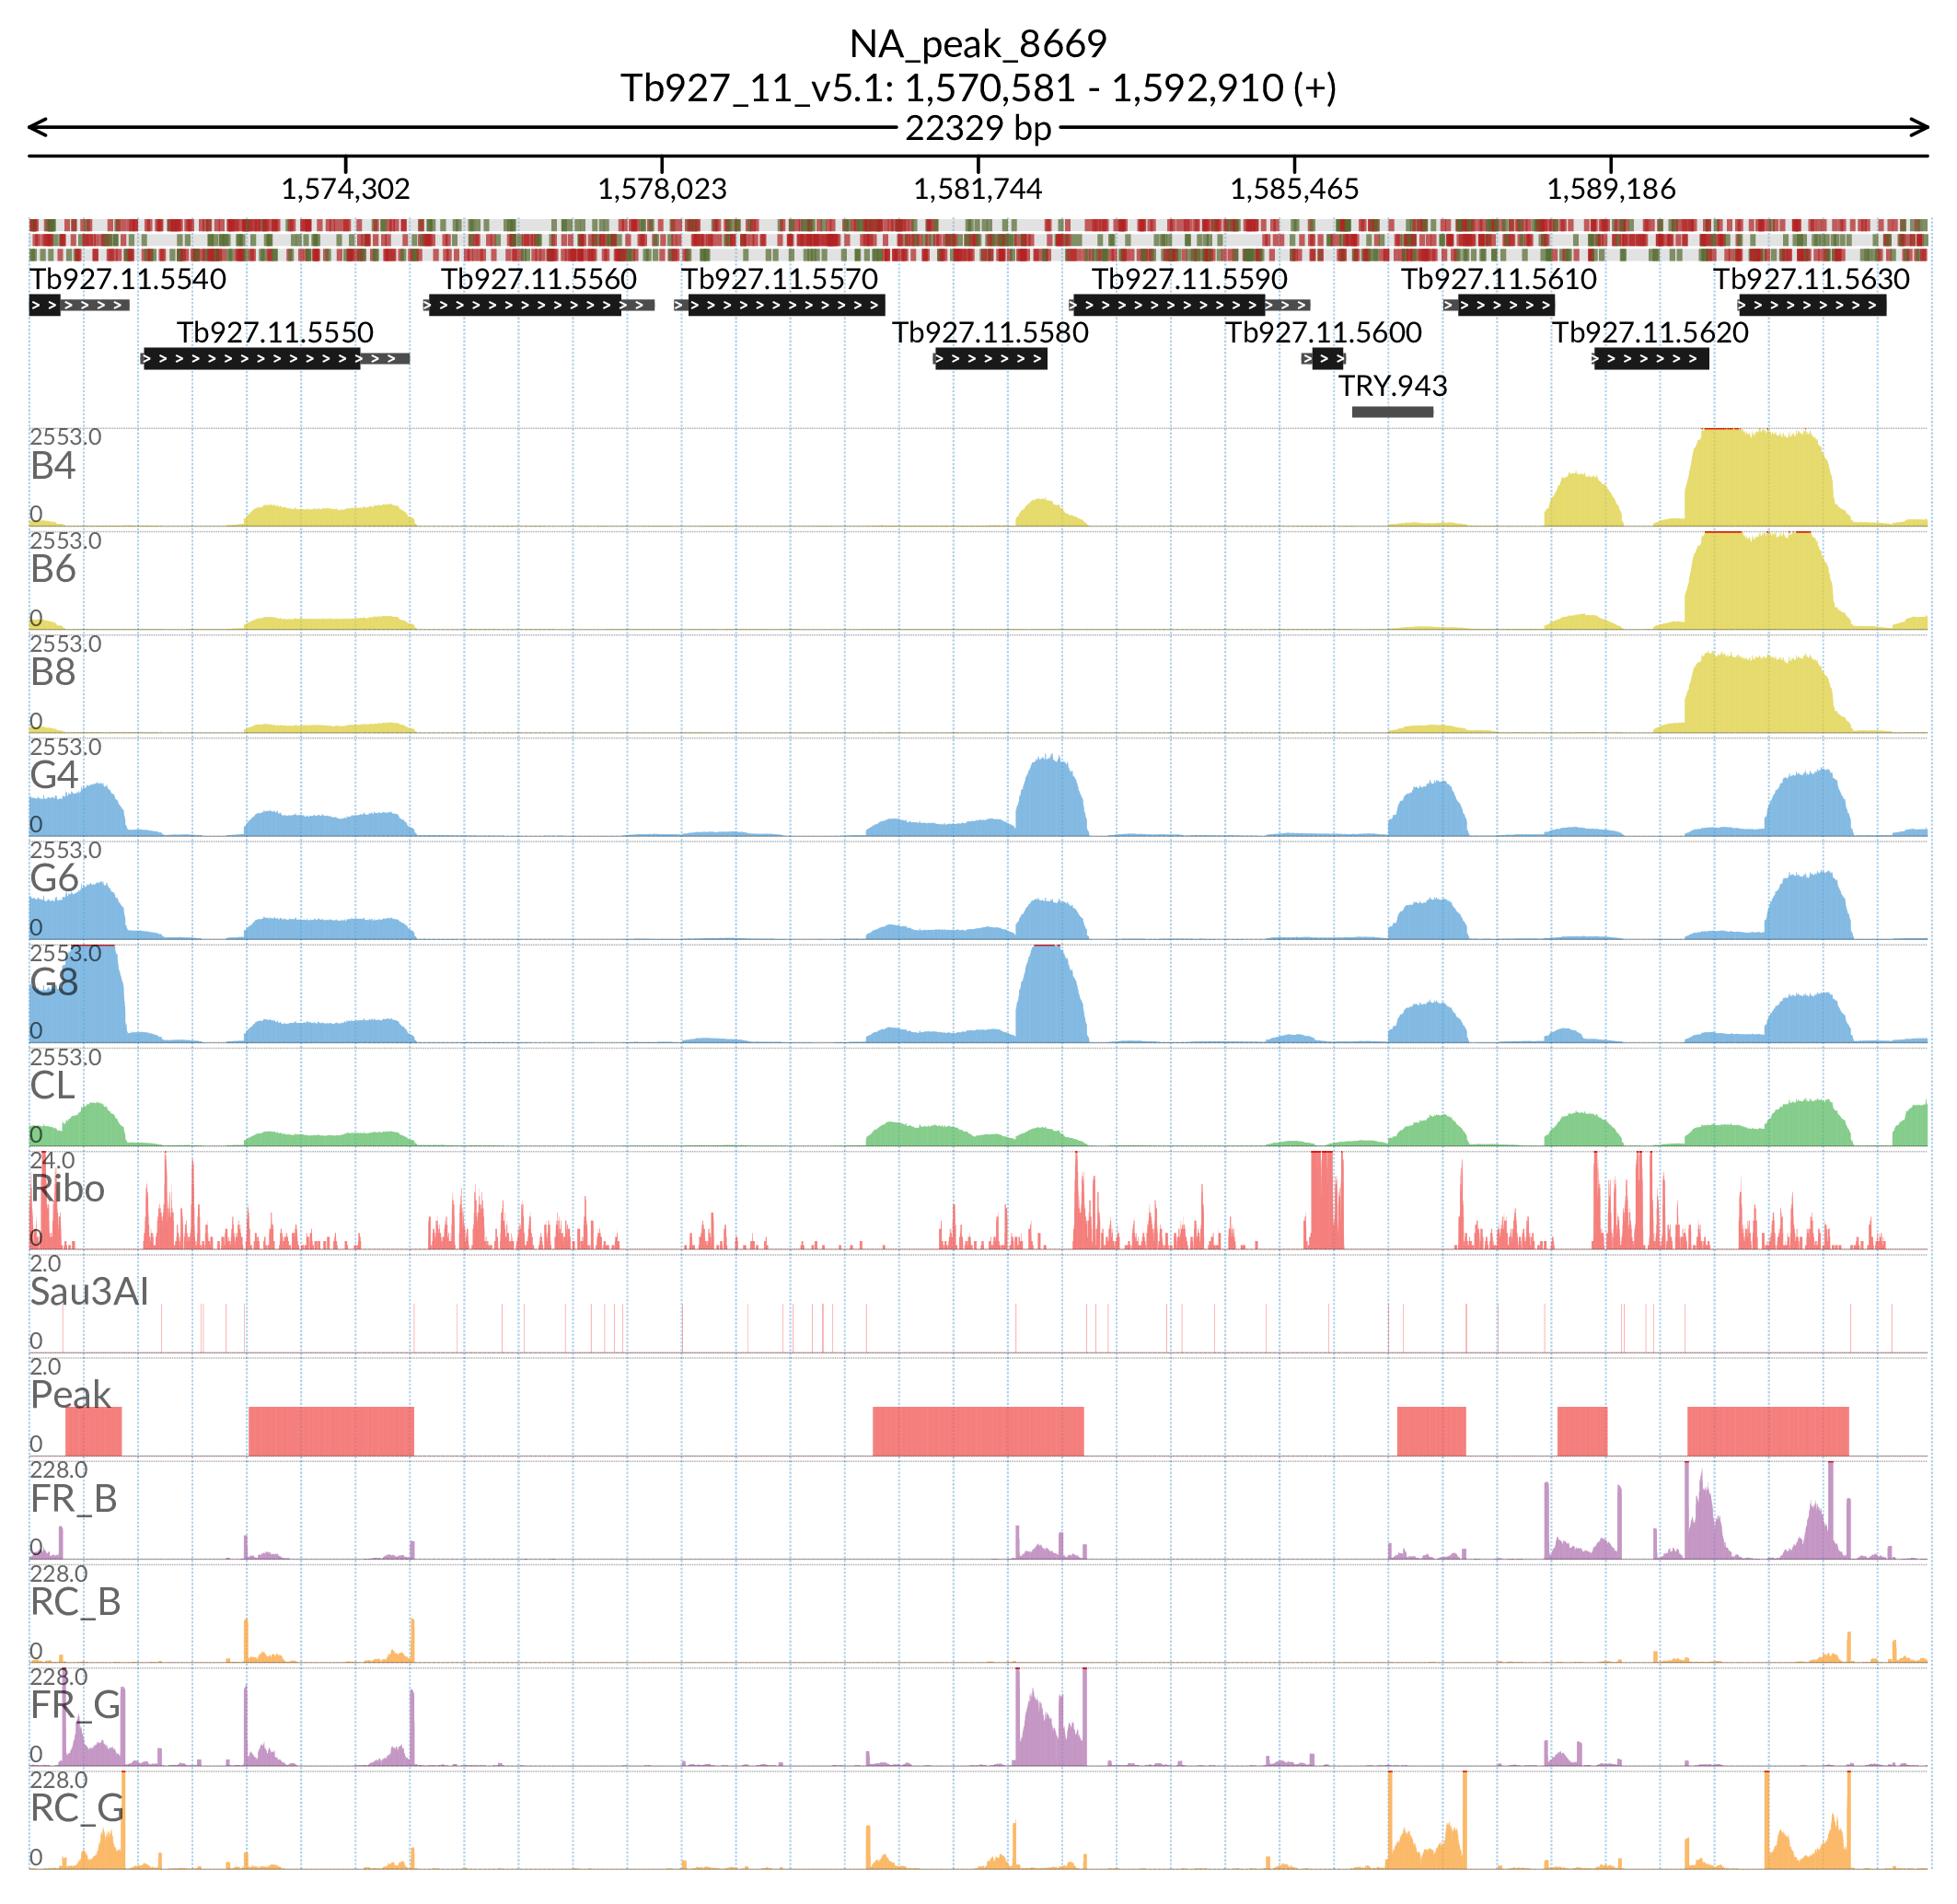 NA_peak_8669
Tb927_11_v5.1: 1,570,581 - 1,592,910 (+)
22329 bp
1,574,302 1,578,023 1,581,744 1,585,465 1,589,186
Tb927.11.5540 Tb927.11.5560 Tb927.11.5570 Tb927.11.5590 Tb927.11.5610 Tb927.11.5630
Tb927.11.5550 Tb927.11.5580 Tb927.11.5600 Tb927.11.5620
TRY.943
2553.0
B4
0
2553.0
B6
0
2553.0
B8
0
2553.0
G4
0
2553.0
G6
0
2553.0
G8
0
2553.0
CL
0
24.0
Ribo
0
2.0
Sau3AI
0
2.0
Peak
0
228.0
FR_B
0
228.0
RC_B
0
228.0
FR_G
0
228.0
RC_G
0